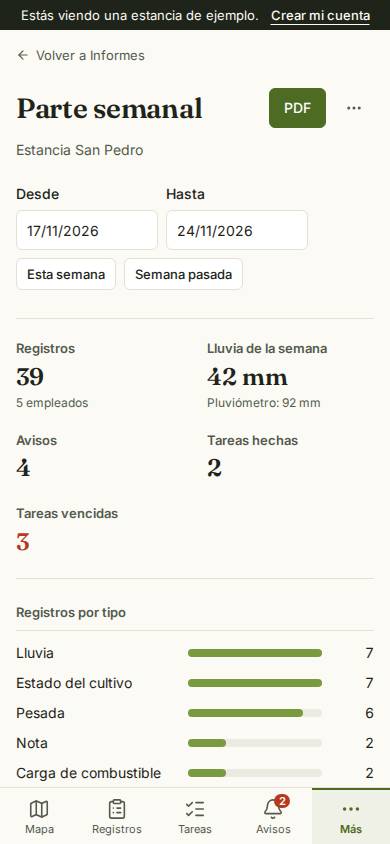 Estás viendo una estancia de ejemplo. Crear mi cuenta
← Volver a Informes
Parte semanal
PDF
Estancia San Pedro
Desde Hasta
17/11/2026 24/11/2026
Esta semana Semana pasada
Registros Lluvia de la semana
39 42 mm
5 empleados Pluviómetro: 92 mm
Avisos Tareas hechas
4 2
Tareas vencidas
3
Registros por tipo
Lluvia 7
Estado del cultivo 7
Pesada 6
Nota 2
Carga de combustible 2
2
Mapa Registros Tareas Avisos Más